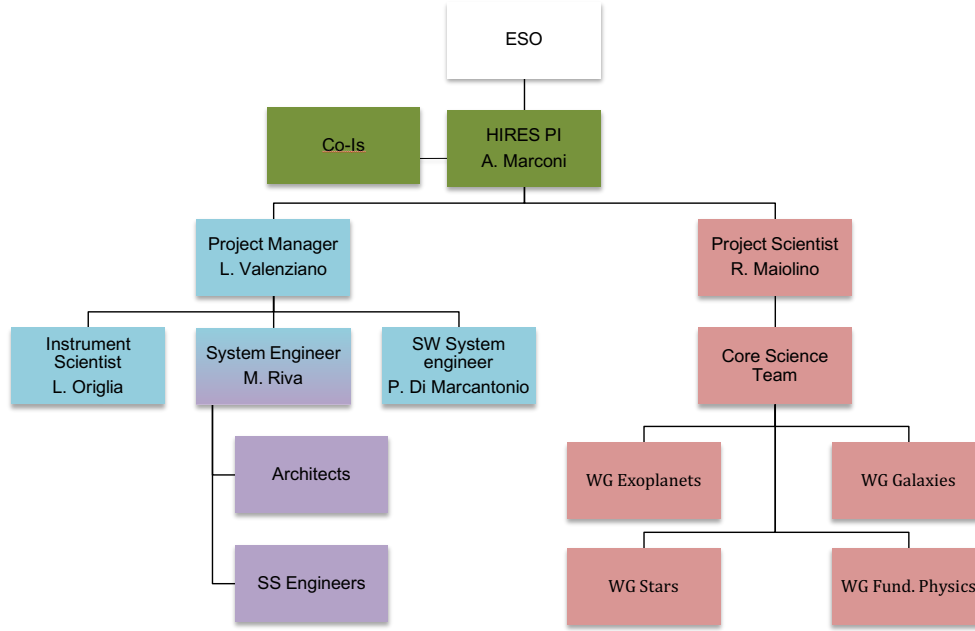 ESO
Co-Is
HIRES PI
A. Marconi
Project Manager
L. Valenziano
Project Scientist
R. Maiolino
Instrument
Scientist
L. Origlia
System Engineer
M. Riva
SW System
engineer
P. Di Marcantonio
Core Science
Team
Architects
WG Exoplanets
WG Galaxies
SS Engineers
WG Stars
WG Fund. Physics